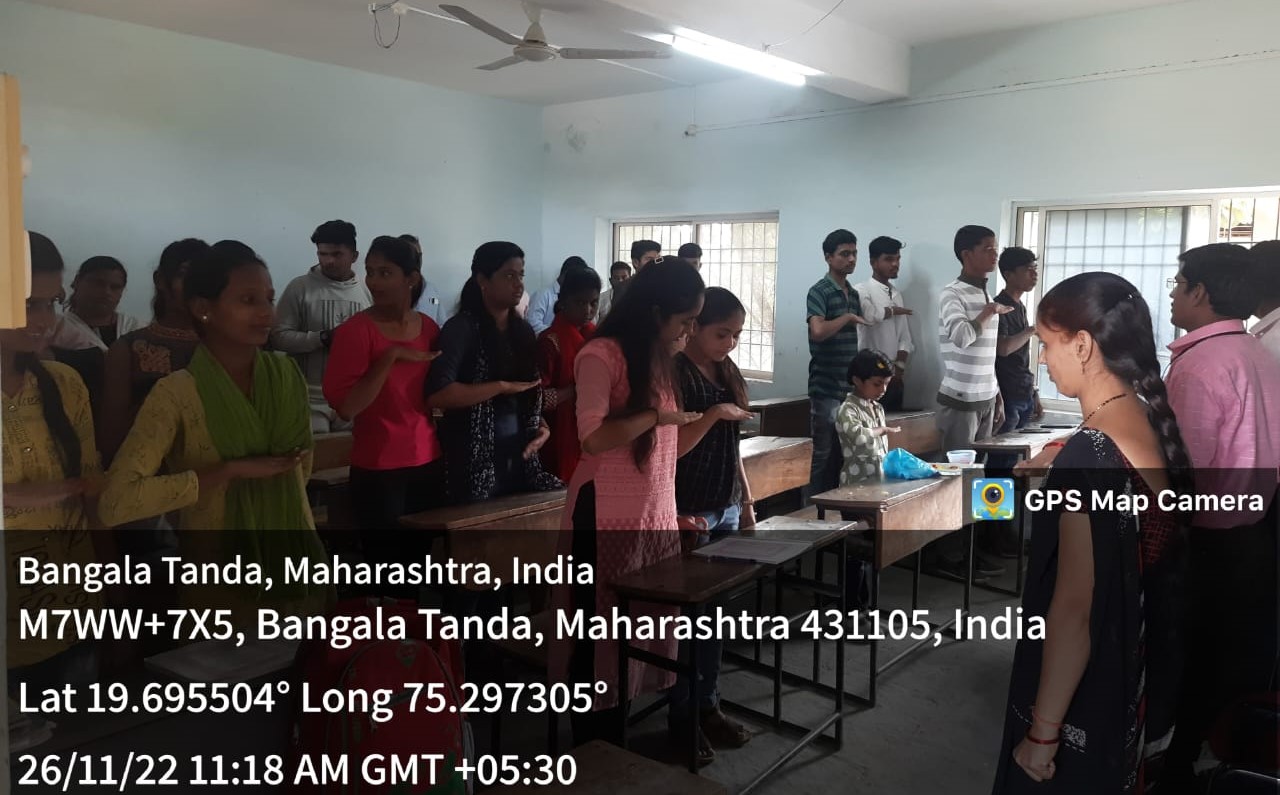 GPS Map Camera
Bangala Tanda, Maharashtra, India
M7WW+7X5, Bangala Tanda, Maharashtra 431105, India
Lat 19.695504° Long 75.297305°
26/11/22 11:18 AM GMT +05:30